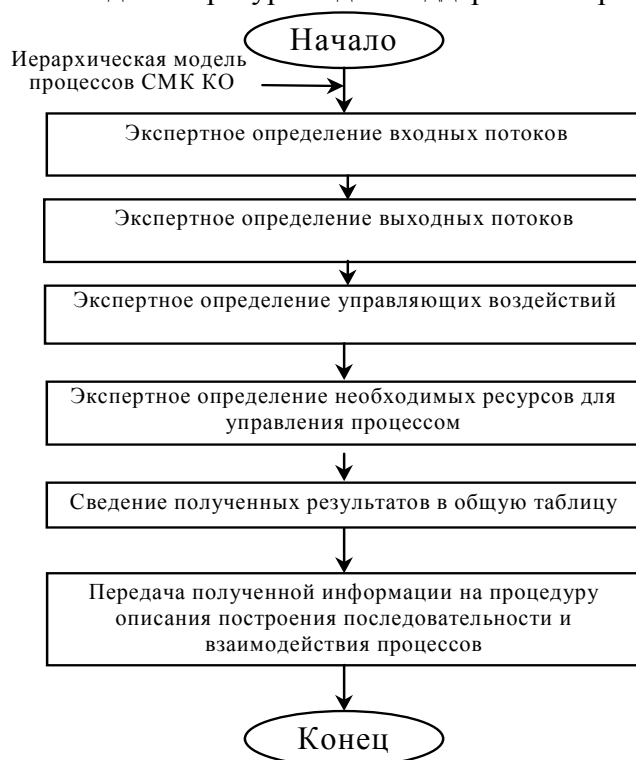 Начало
Иерархическая модель
процессов СМК КО
Экспертное определение входных потоков
Экспертное определение выходных потоков
Экспертное определение управляющих воздействий
Экспертное определение необходимых ресурсов для
управления процессом
Сведение полученных результатов в общую таблицу
Передача полученной информации на процедуру
описания построения последовательности и
взаимодействия процессов
Конец